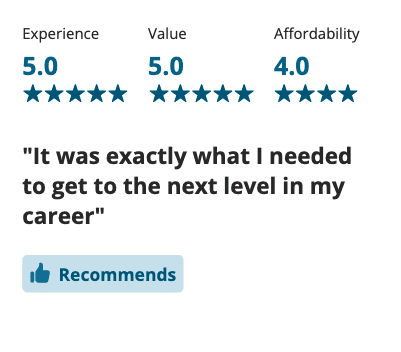 Experience Value Affordability
5.0 5.0 4.0
"It was exactly what I needed
to get to the next level in my
career"
Recommends